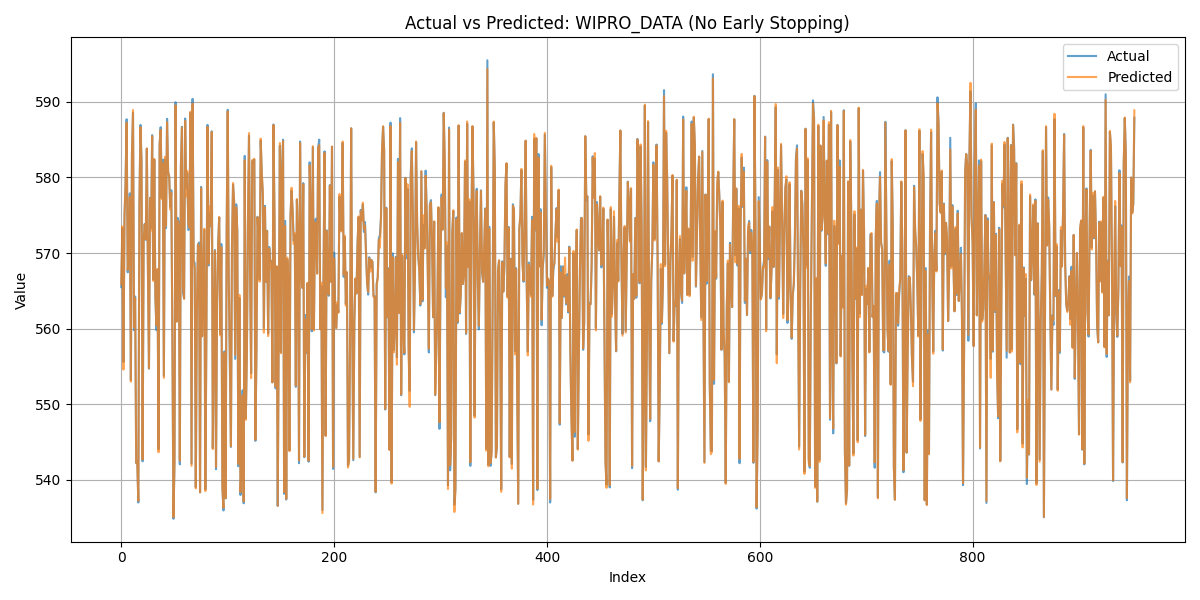 Actual vs Predicted: WIPRO_DATA (No Early Stopping)
Actual
Predicted
Value
590
580
570
560
550
540
0
200
400
600
800
Index